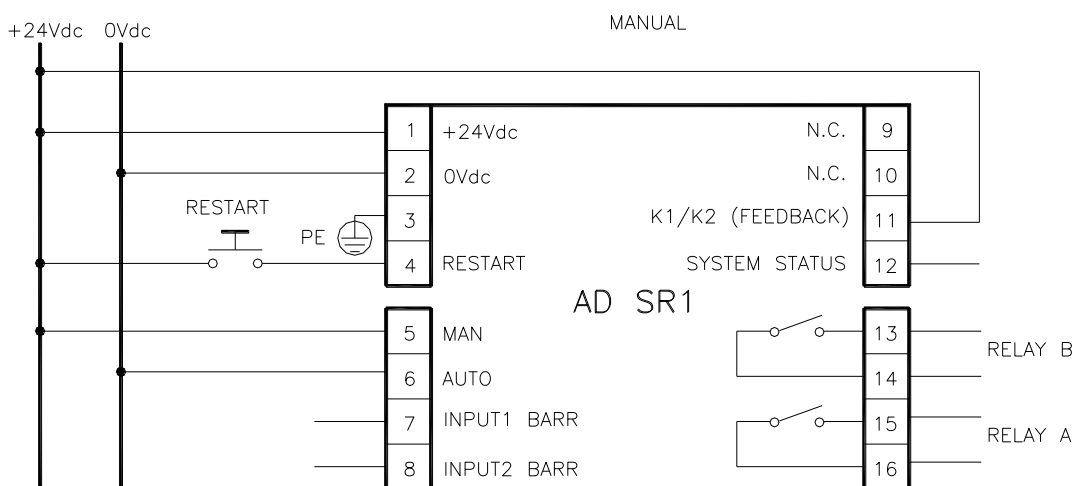 MANUAL
+24Vdc 0Vdc
1 +24Vdc N.C. 9
2 0Vdc N.C. 10
RESTART
3 K1/K2 (FEEDBACK) 11
PE
4 RESTART SYSTEM STATUS 12
AD SR1
5 MAN 13
RELAY B
6 AUTO 14
7 INPUT1 BARR 15
RELAY A
8 INPUT2 BARR 16